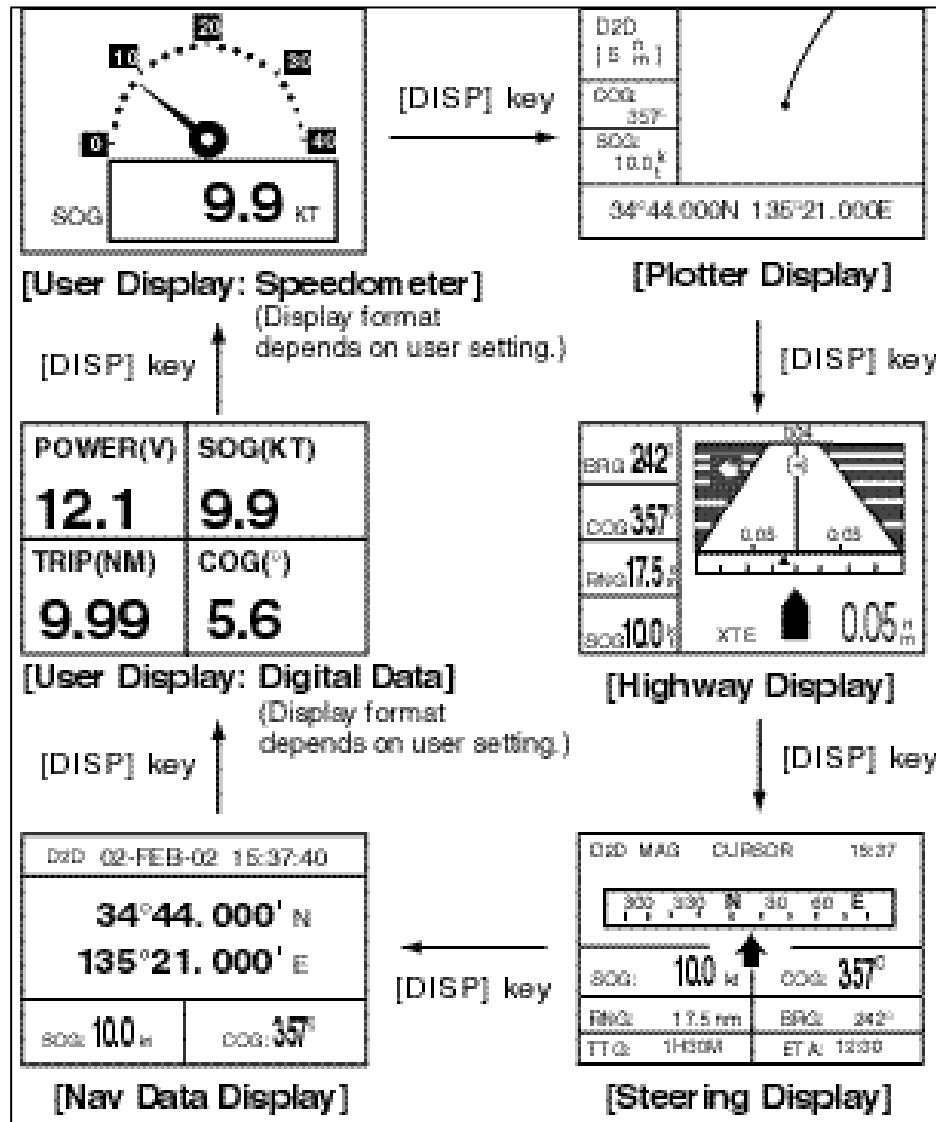 20
10
30
0
40
SOG 9.9 KT
[User Display: Speedometer]
(Display format
depends on user setting.)
[DISP] key
D2D
[ 5 nm ]
COG:
357°
SOG:
10.0 kt
34°44.000N 135°21.000E
[Plotter Display]
[DISP] key
[DISP] key
POWER(V)
12.1
SOG(KT)
9.9
TRIP(NM)
9.99
COG(°)
5.6
[User Display: Digital Data]
(Display format
depends on user setting.)
BRG 242°
COG 357°
RNG 17.5
SOG 10.0
004
0.05 0.05
XTE 0.05 nm
[Highway Display]
[DISP] key
[DISP] key
D2D 02-FEB-02 15:37:40
34°44.000' N
135°21.000' E
SOG: 10.0 kt
COG: 357°
[Nav Data Display]
[DISP] key
D2D MAG CURSOR 15:37
300 330 N 30 60 E
SOG: 10.0 kt COG: 357°
RNG: 17.5 nm BRG: 242°
TTG: 1H30M ETA: 12:30
[Steering Display]